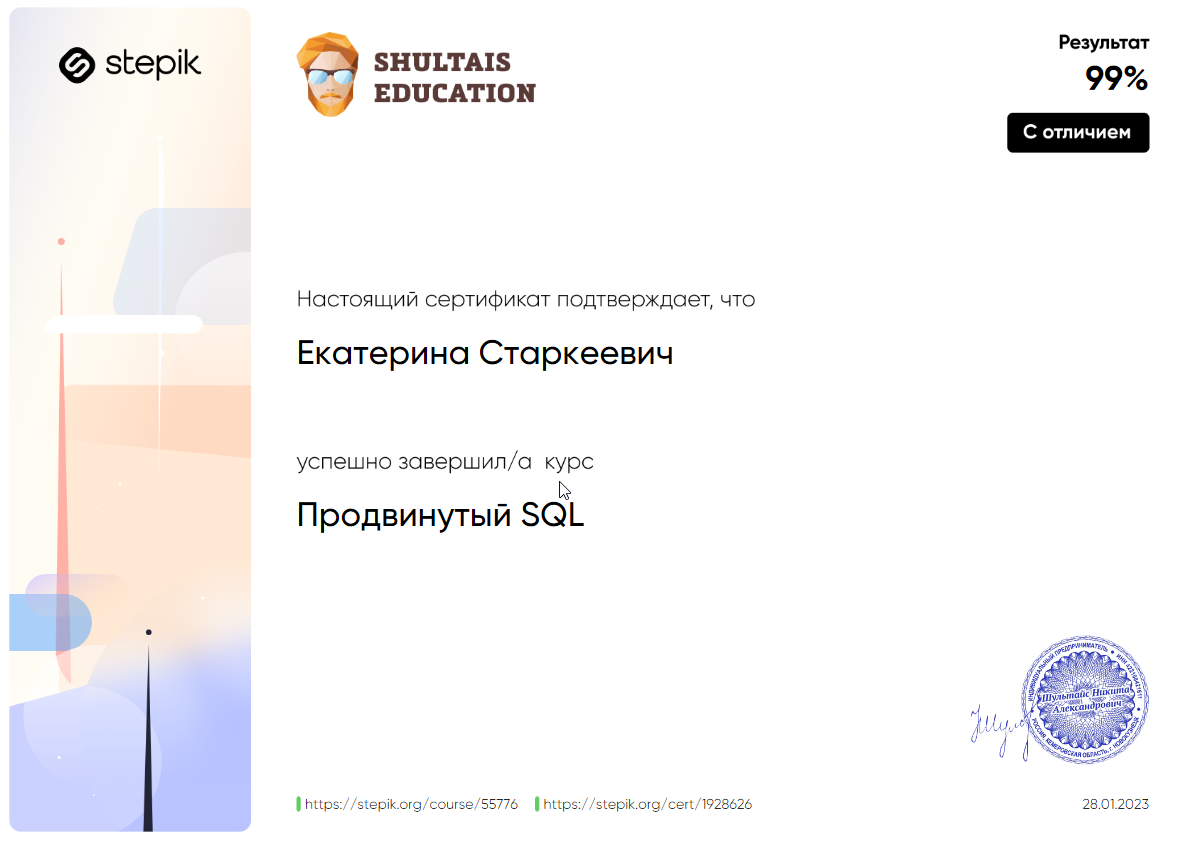 stepik
SHULTAIS
EDUCATION
Результат
99%
С отличием
Настоящий сертификат подтверждает, что
Екатерина Старкеевич
успешно завершил/а курс
Продвинутый SQL
ИНДИВИДУАЛЬНЫЙ ПРЕДПРИНИМАТЕЛЬ
Шультайс Никита
Александрович
РОССИЯ, КЕМЕРОВСКАЯ ОБЛАСТЬ, г. НОВОКУЗНЕЦК
https://stepik.org/course/55776 https://stepik.org/cert/1928626
28.01.2023